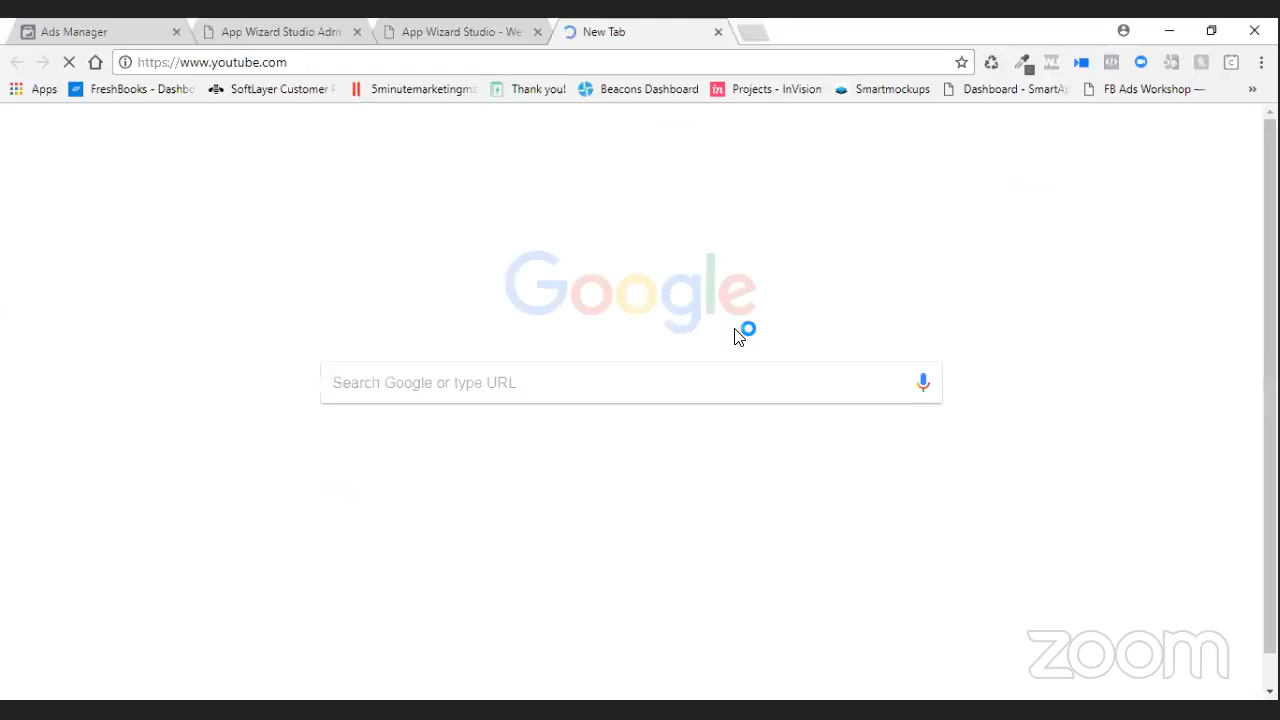 Ads Manager
App Wizard Studio Adm
App Wizard Studio - We
New Tab
https://www.youtube.com
Apps
FreshBooks - Dashbo
SoftLayer Customer P
5minutemarketingma
Thank you!
Beacons Dashboard
in
Projects - InVision
Smartmockups
Dashboard - SmartAp
FB Ads Workshop —
»
Google
Search Google or type URL
zoom